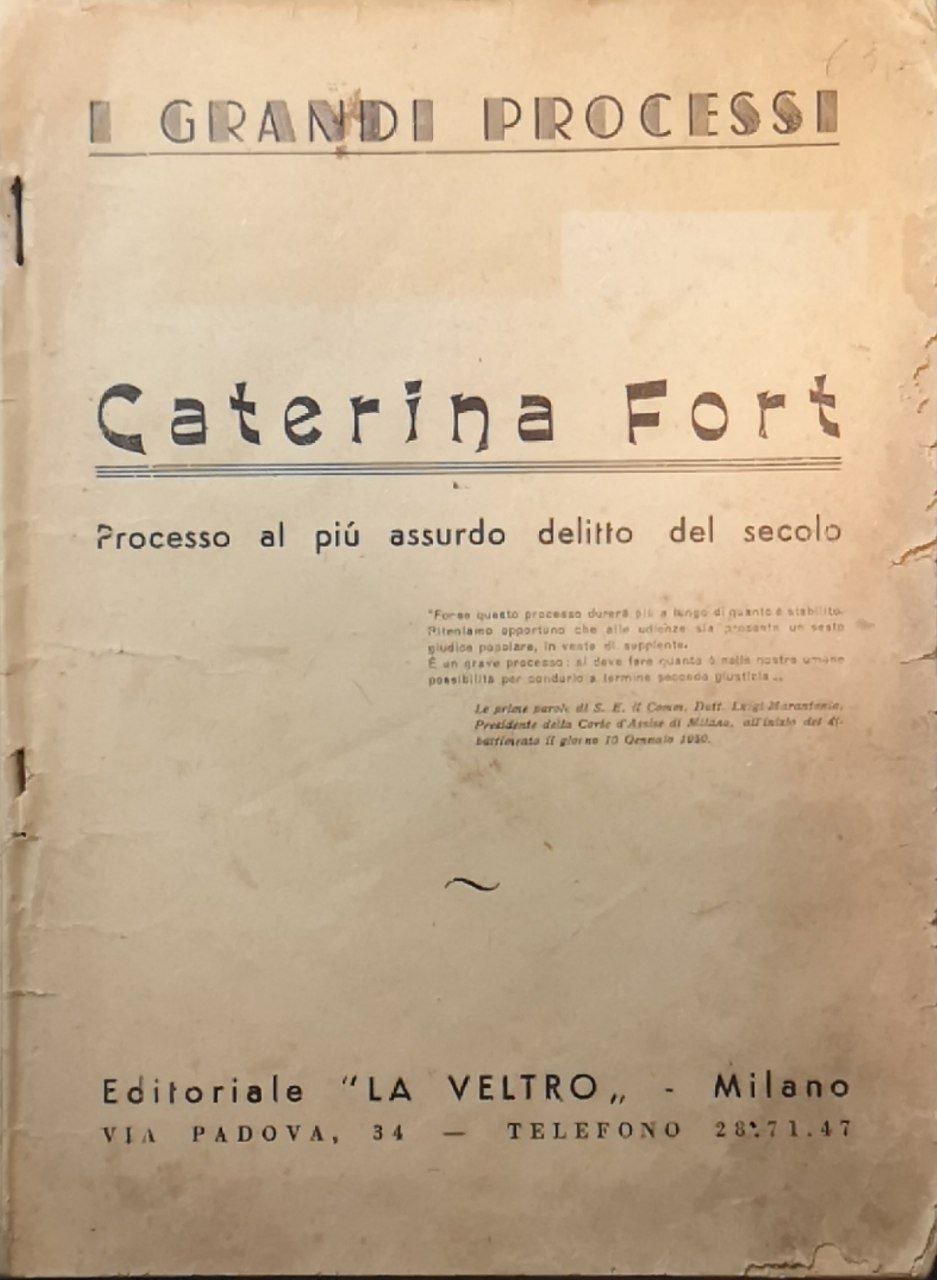 I GRANDI PROCESSI
Caterina Fort
Processo al piú assurdo delitto del secolo
"Forse questo processo durerà più a lungo di quanto è stabilito.
Riteniamo opportuno che alle udienze sia presente un sesto
giudice popolare, in veste di supplente.
È un grave processo: si deve fare quanto è nelle nostre umane
possibilità per condurlo a termine secondo giustizia „
Le prime parole di S. E. il Comm. Dott. Luigi Marantonio,
Presidente della Corte d'Assise di Milano, all'inizio del di-
battimento il giorno 10 Gennaio 1950.
Editoriale "LA VELTRO„ - Milano
VIA PADOVA, 34 — TELEFONO 28.71.47